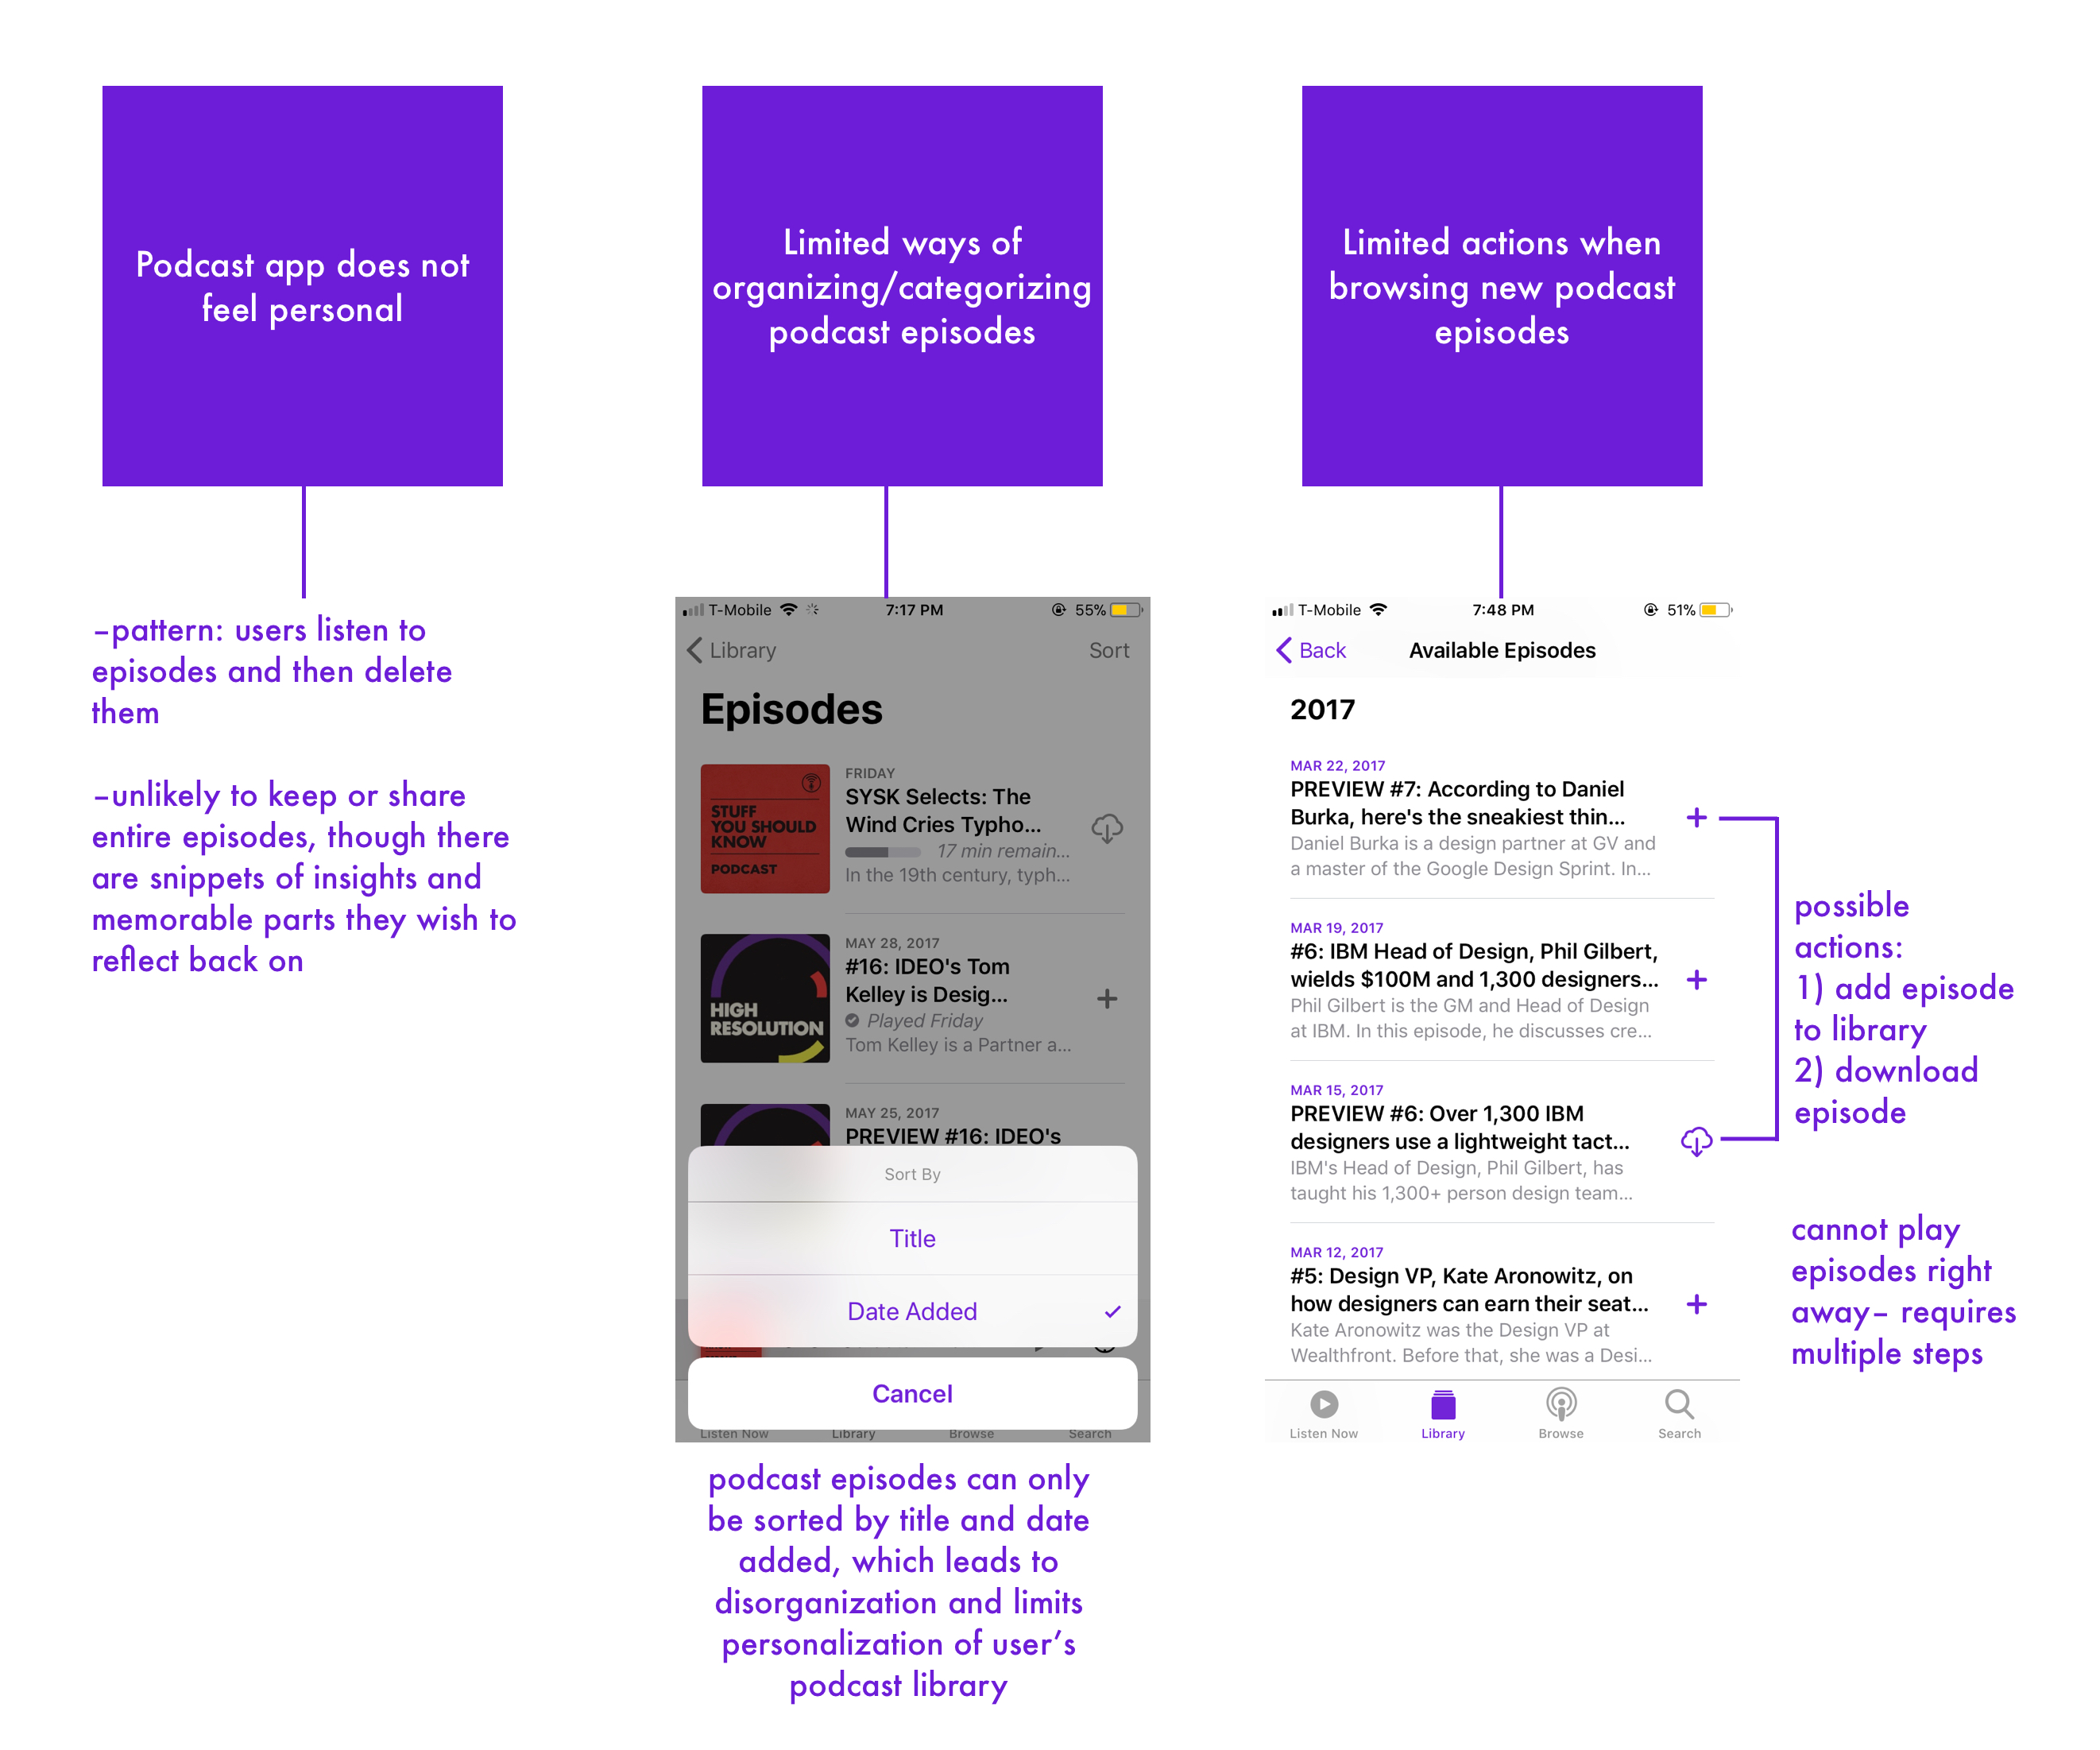 Podcast app does not
feel personal
–pattern: users listen to
episodes and then delete
them
–unlikely to keep or share
entire episodes, though there
are snippets of insights and
memorable parts they wish to
reflect back on
Limited ways of
organizing/categorizing
podcast episodes
T-Mobile 7:17 PM 55%
Library Sort
Episodes
STUFF
YOU SHOULD
KNOW
PODCAST
FRIDAY
SYSK Selects: The
Wind Cries Typho...
17 min remain...
In the 19th century, typh...
HIGH
RESOLUTION
MAY 28, 2017
#16: IDEO's Tom
Kelley is Desig...
Played Friday
Tom Kelley is a Partner a...
MAY 25, 2017
PREVIEW #16: IDEO's
Sort By
Title
Date Added
Cancel
Listen Now Library Browse Search
podcast episodes can only
be sorted by title and date
added, which leads to
disorganization and limits
personalization of user’s
podcast library
Limited actions when
browsing new podcast
episodes
T-Mobile 7:48 PM 51%
Back Available Episodes
2017
MAR 22, 2017
PREVIEW #7: According to Daniel
Burka, here's the sneakiest thin...
Daniel Burka is a design partner at GV and
a master of the Google Design Sprint. In...
MAR 19, 2017
#6: IBM Head of Design, Phil Gilbert,
wields $100M and 1,300 designers...
Phil Gilbert is the GM and Head of Design
at IBM. In this episode, he discusses cre...
MAR 15, 2017
PREVIEW #6: Over 1,300 IBM
designers use a lightweight tact...
IBM's Head of Design, Phil Gilbert, has
taught his 1,300+ person design team...
MAR 12, 2017
#5: Design VP, Kate Aronowitz, on
how designers can earn their seat...
Kate Aronowitz was the Design VP at
Wealthfront. Before that, she was a Desi...
Listen Now Library Browse Search
possible
actions:
1) add episode
to library
2) download
episode
cannot play
episodes right
away– requires
multiple steps